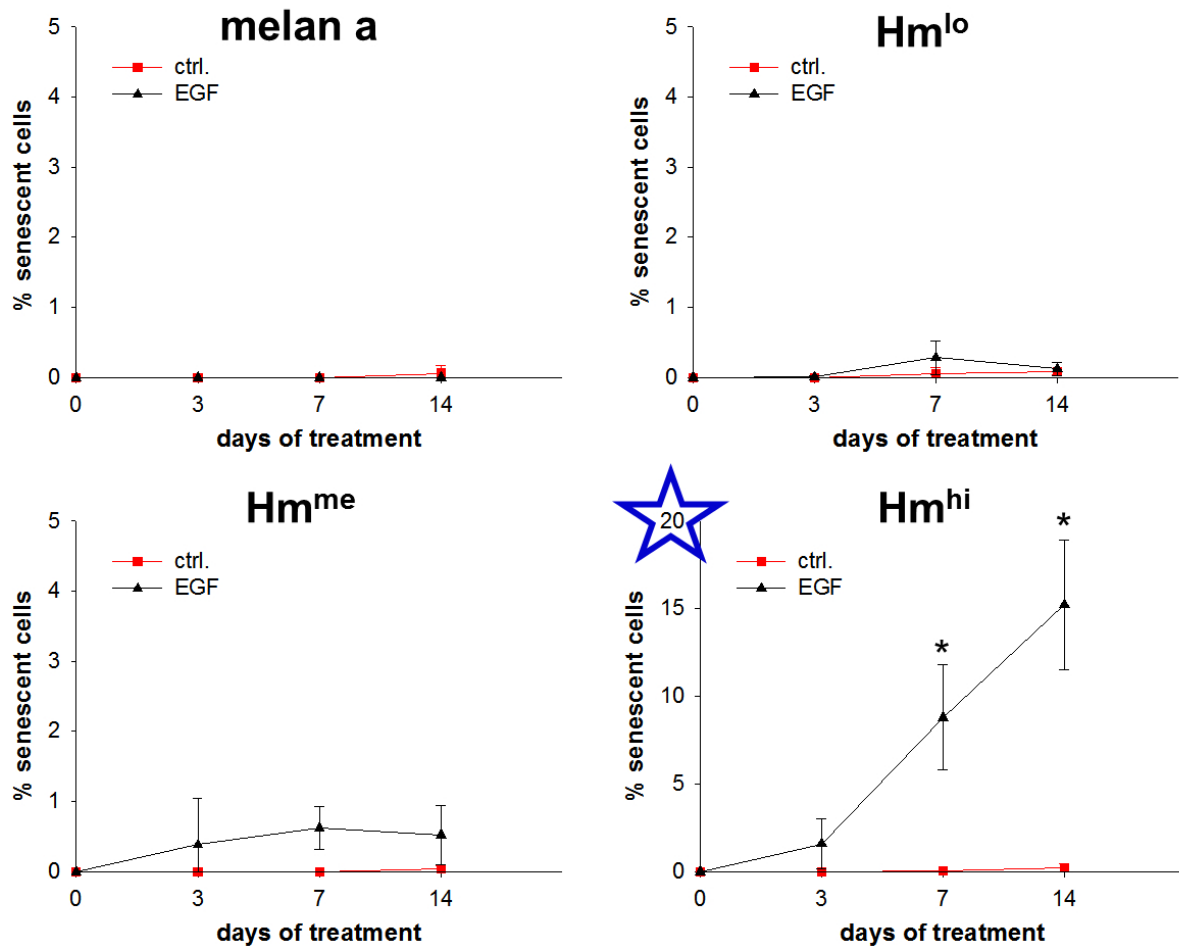 melan a
ctrl.
EGF
% senescent cells
5
4
3
2
1
0
0 3 7 14
days of treatment
Hmlo
ctrl.
EGF
% senescent cells
5
4
3
2
1
0
0 3 7 14
days of treatment
Hmme
ctrl.
EGF
% senescent cells
5
4
3
2
1
0
0 3 7 14
days of treatment
Hmhi
ctrl.
EGF
% senescent cells
20
15
10
5
0
* *
0 3 7 14
days of treatment